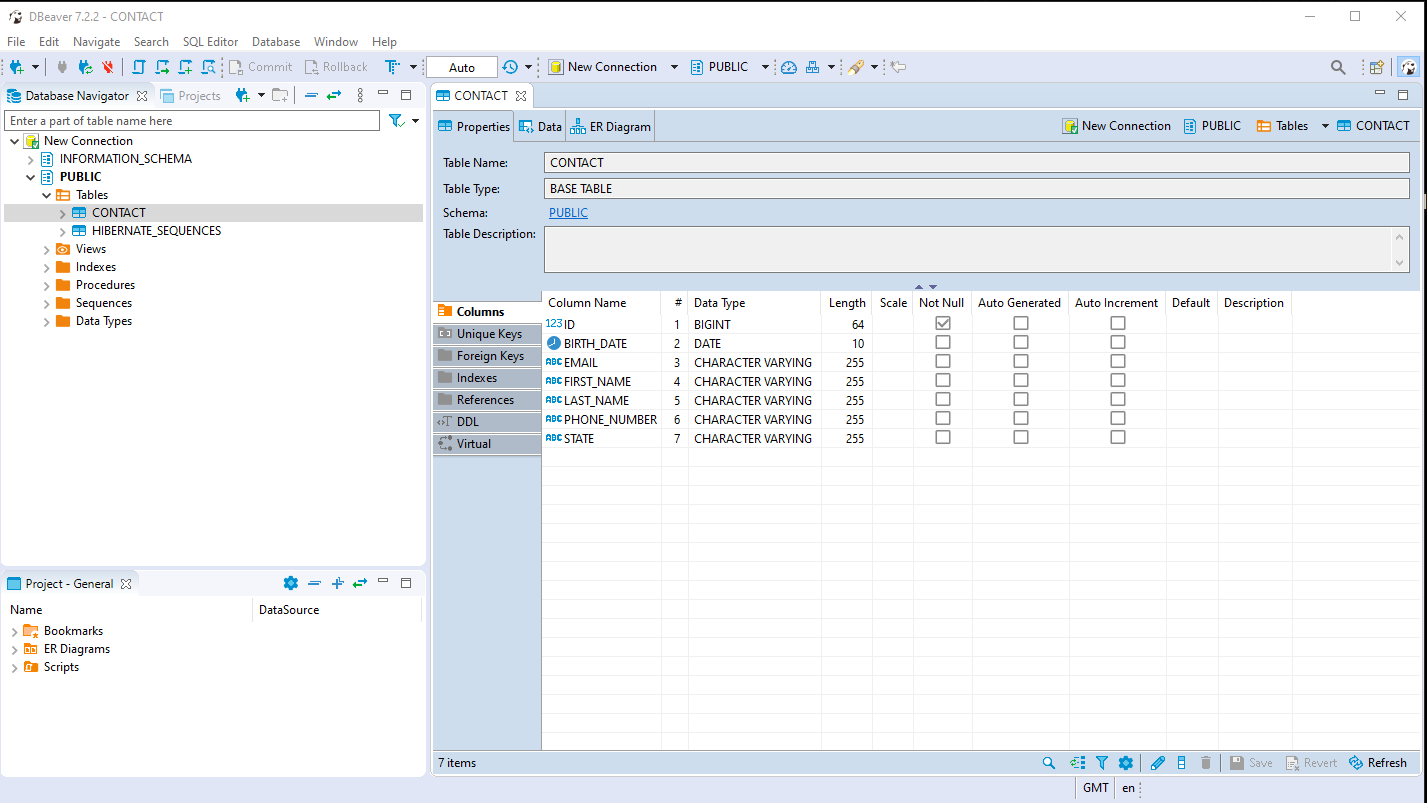 DBeaver 7.2.2 - CONTACT
File Edit Navigate Search SQL Editor Database Window Help
Commit Rollback Auto New Connection PUBLIC
Database Navigator Projects
Enter a part of table name here
New Connection
INFORMATION_SCHEMA
PUBLIC
Tables
CONTACT
HIBERNATE_SEQUENCES
Views
Indexes
Procedures
Sequences
Data Types
Project - General
Name DataSource
Bookmarks
ER Diagrams
Scripts
CONTACT
Properties Data ER Diagram New Connection PUBLIC Tables CONTACT
Table Name: CONTACT
Table Type: BASE TABLE
Schema: PUBLIC
Table Description:
Columns
Unique Keys
Foreign Keys
Indexes
References
DDL
Virtual
Column Name # Data Type Length Scale Not Null Auto Generated Auto Increment Default Description
123 ID 1 BIGINT 64
BIRTH_DATE 2 DATE 10
ABC EMAIL 3 CHARACTER VARYING 255
ABC FIRST_NAME 4 CHARACTER VARYING 255
ABC LAST_NAME 5 CHARACTER VARYING 255
ABC PHONE_NUMBER 6 CHARACTER VARYING 255
ABC STATE 7 CHARACTER VARYING 255
7 items Save Revert Refresh
GMT en